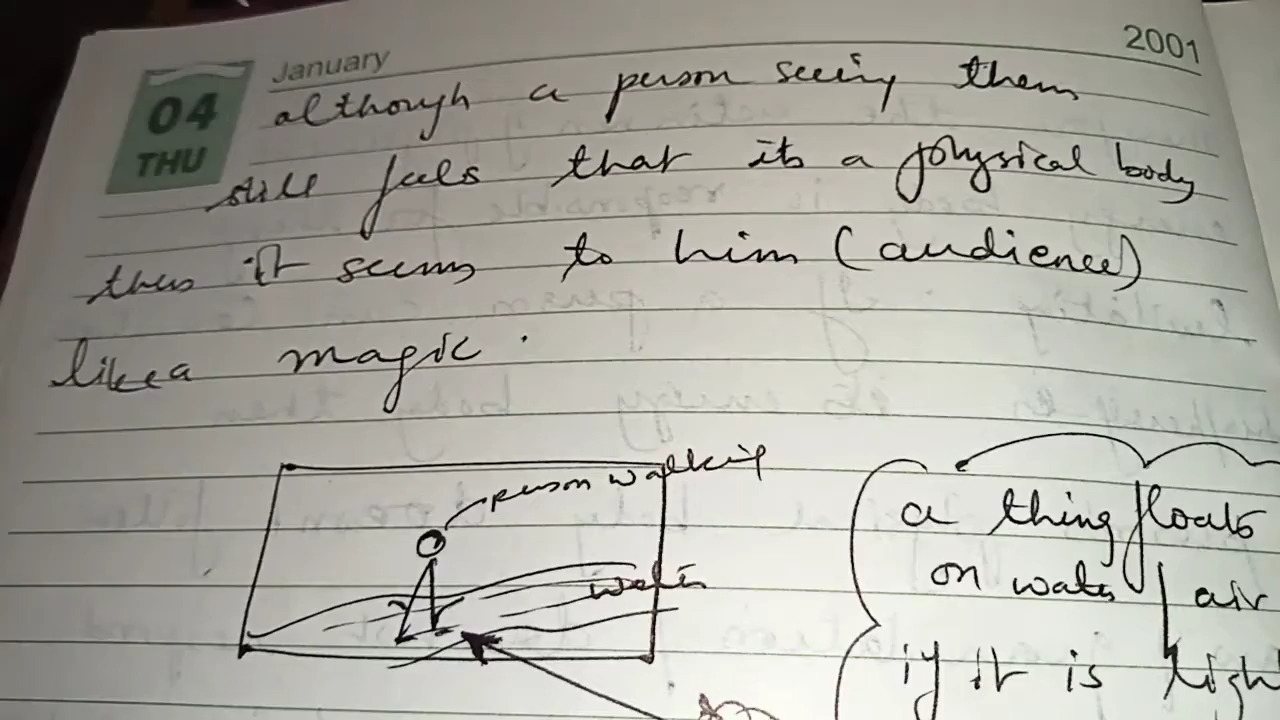 January
2001
04
THU
although a person seeing them
still feels that its a physical body
thus it seems to him (audience)
like a magic.
person walking
water
a thing floats
on water / air
if it is light